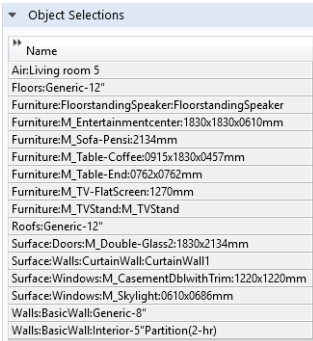 Object Selections
Name
Air:Living room 5
Floors:Generic-12"
Furniture:FloorstandingSpeaker:FloorstandingSpeaker
Furniture:M_Entertainmentcenter:1830x1830x0610mm
Furniture:M_Sofa-Pensi:2134mm
Furniture:M_Table-Coffee:0915x1830x0457mm
Furniture:M_Table-End:0762x0762mm
Furniture:M_TV-FlatScreen:1270mm
Furniture:M_TVStand:M_TVStand
Roofs:Generic-12"
Surface:Doors:M_Double-Glass2:1830x2134mm
Surface:Walls:CurtainWall:CurtainWall1
Surface:Windows:M_CasementDblwithTrim:1220x1220mm
Surface:Windows:M_Skylight:0610x0686mm
Walls:BasicWall:Generic-8"
Walls:BasicWall:Interior-5"Partition(2-hr)